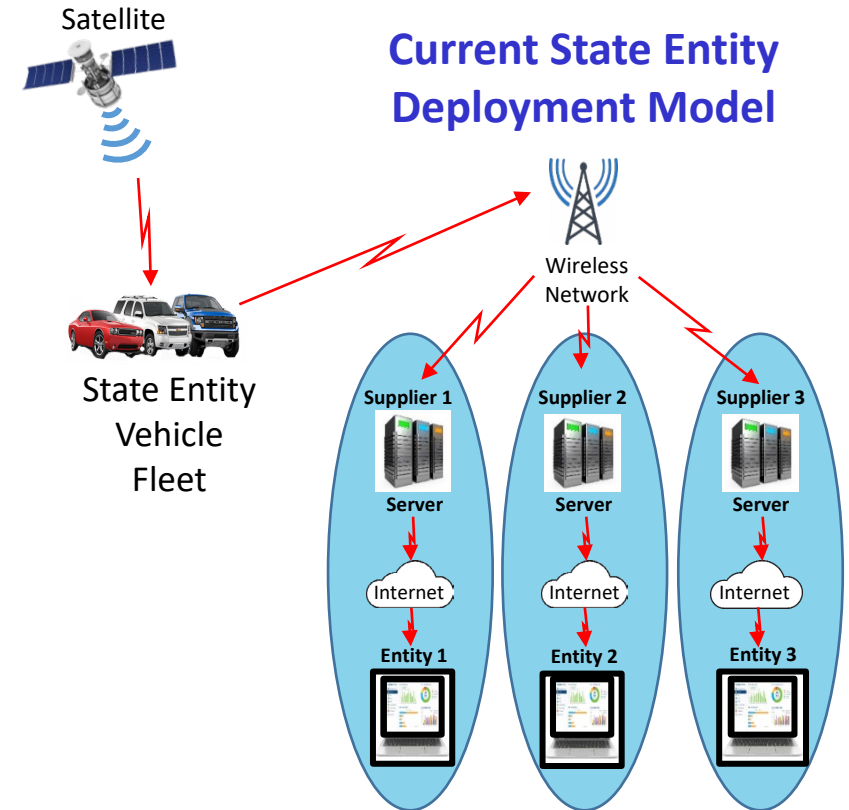 Satellite
Current State Entity
Deployment Model
Wireless
Network
State Entity
Vehicle
Fleet
Supplier 1
Supplier 2
Supplier 3
Server
Server
Server
Internet
Internet
Internet
Entity 1
Entity 2
Entity 3